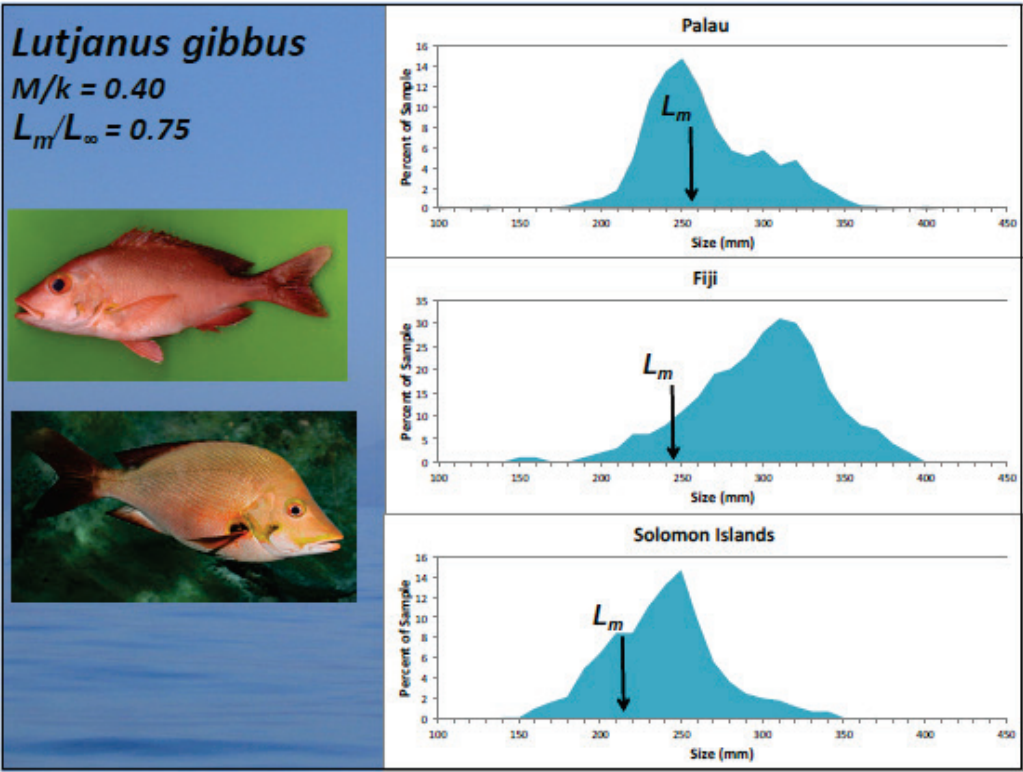 Lutjanus gibbus
M/k = 0.40
Lm/L∞ = 0.75
Palau
Percent of Sample
16
14
12
10
8
6
4
2
0
Lm
100 150 200 250 300 350 400 450
Size (mm)
Fiji
Percent of Sample
35
30
25
20
15
10
5
0
Lm
100 150 200 250 300 350 400 450
Size (mm)
Solomon Islands
Percent of Sample
16
14
12
10
8
6
4
2
0
Lm
100 150 200 250 300 350 400 450
Size (mm)